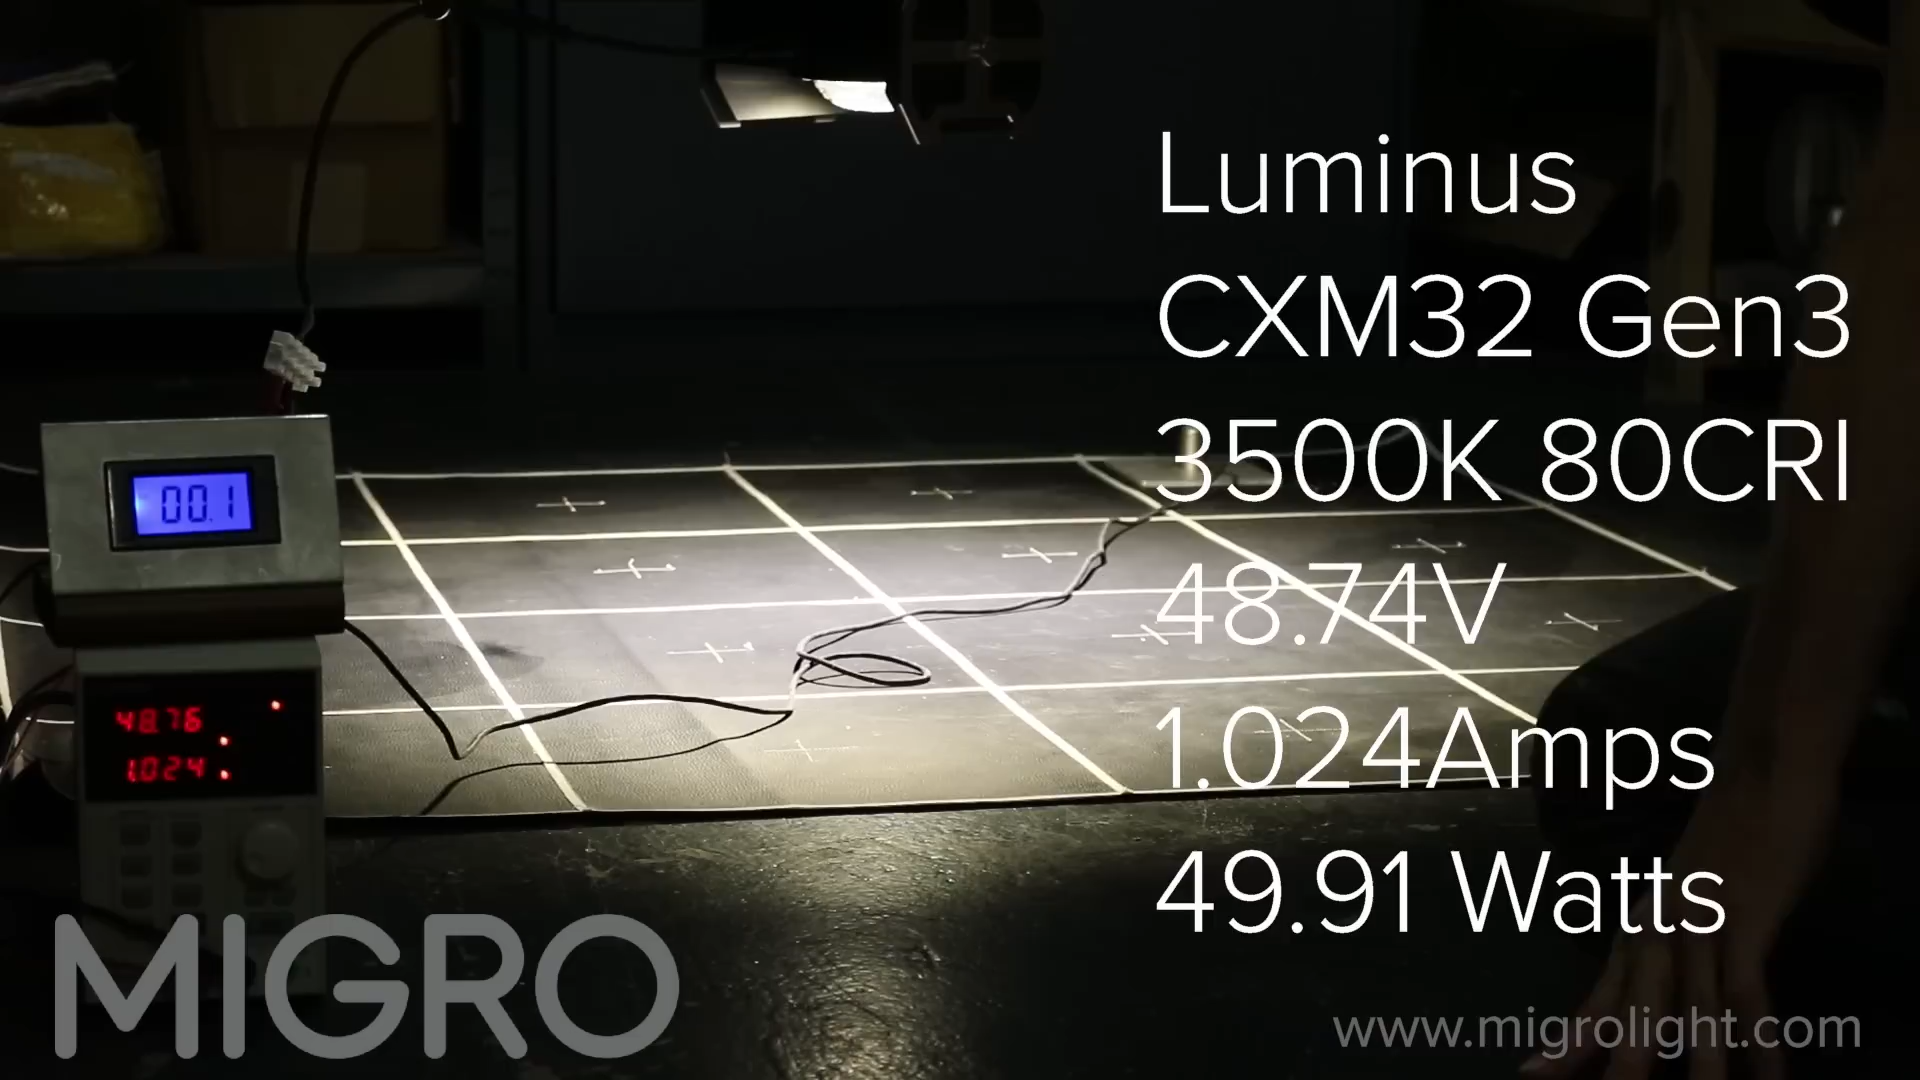 Luminus
CXM32 Gen3
3500K 80CRI
48.74V
1.024Amps
49.91 Watts
00.1
48.76
1.024
MIGRO
www.migrolight.com